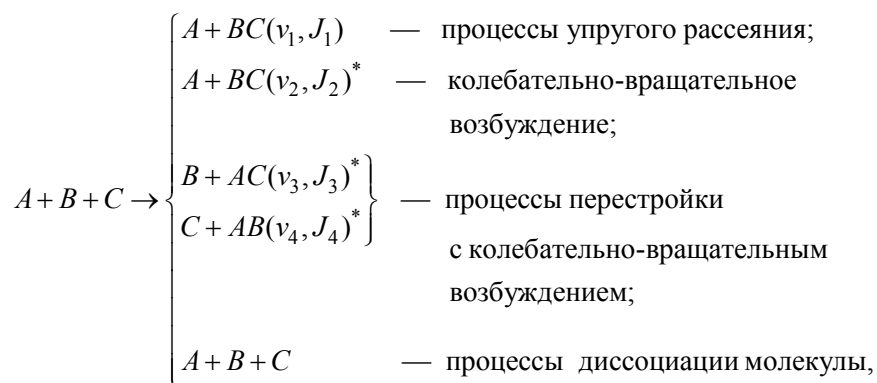 A + BC(v₁, J₁) — процессы упругого рассеяния;
A + BC(v₂, J₂)* — колебательно-вращательное
возбуждение;
A + B + C →
B + AC(v₃, J₃)*
C + AB(v₄, J₄)* — процессы перестройки
с колебательно-вращательным
возбуждением;
A + B + C — процессы диссоциации молекулы,